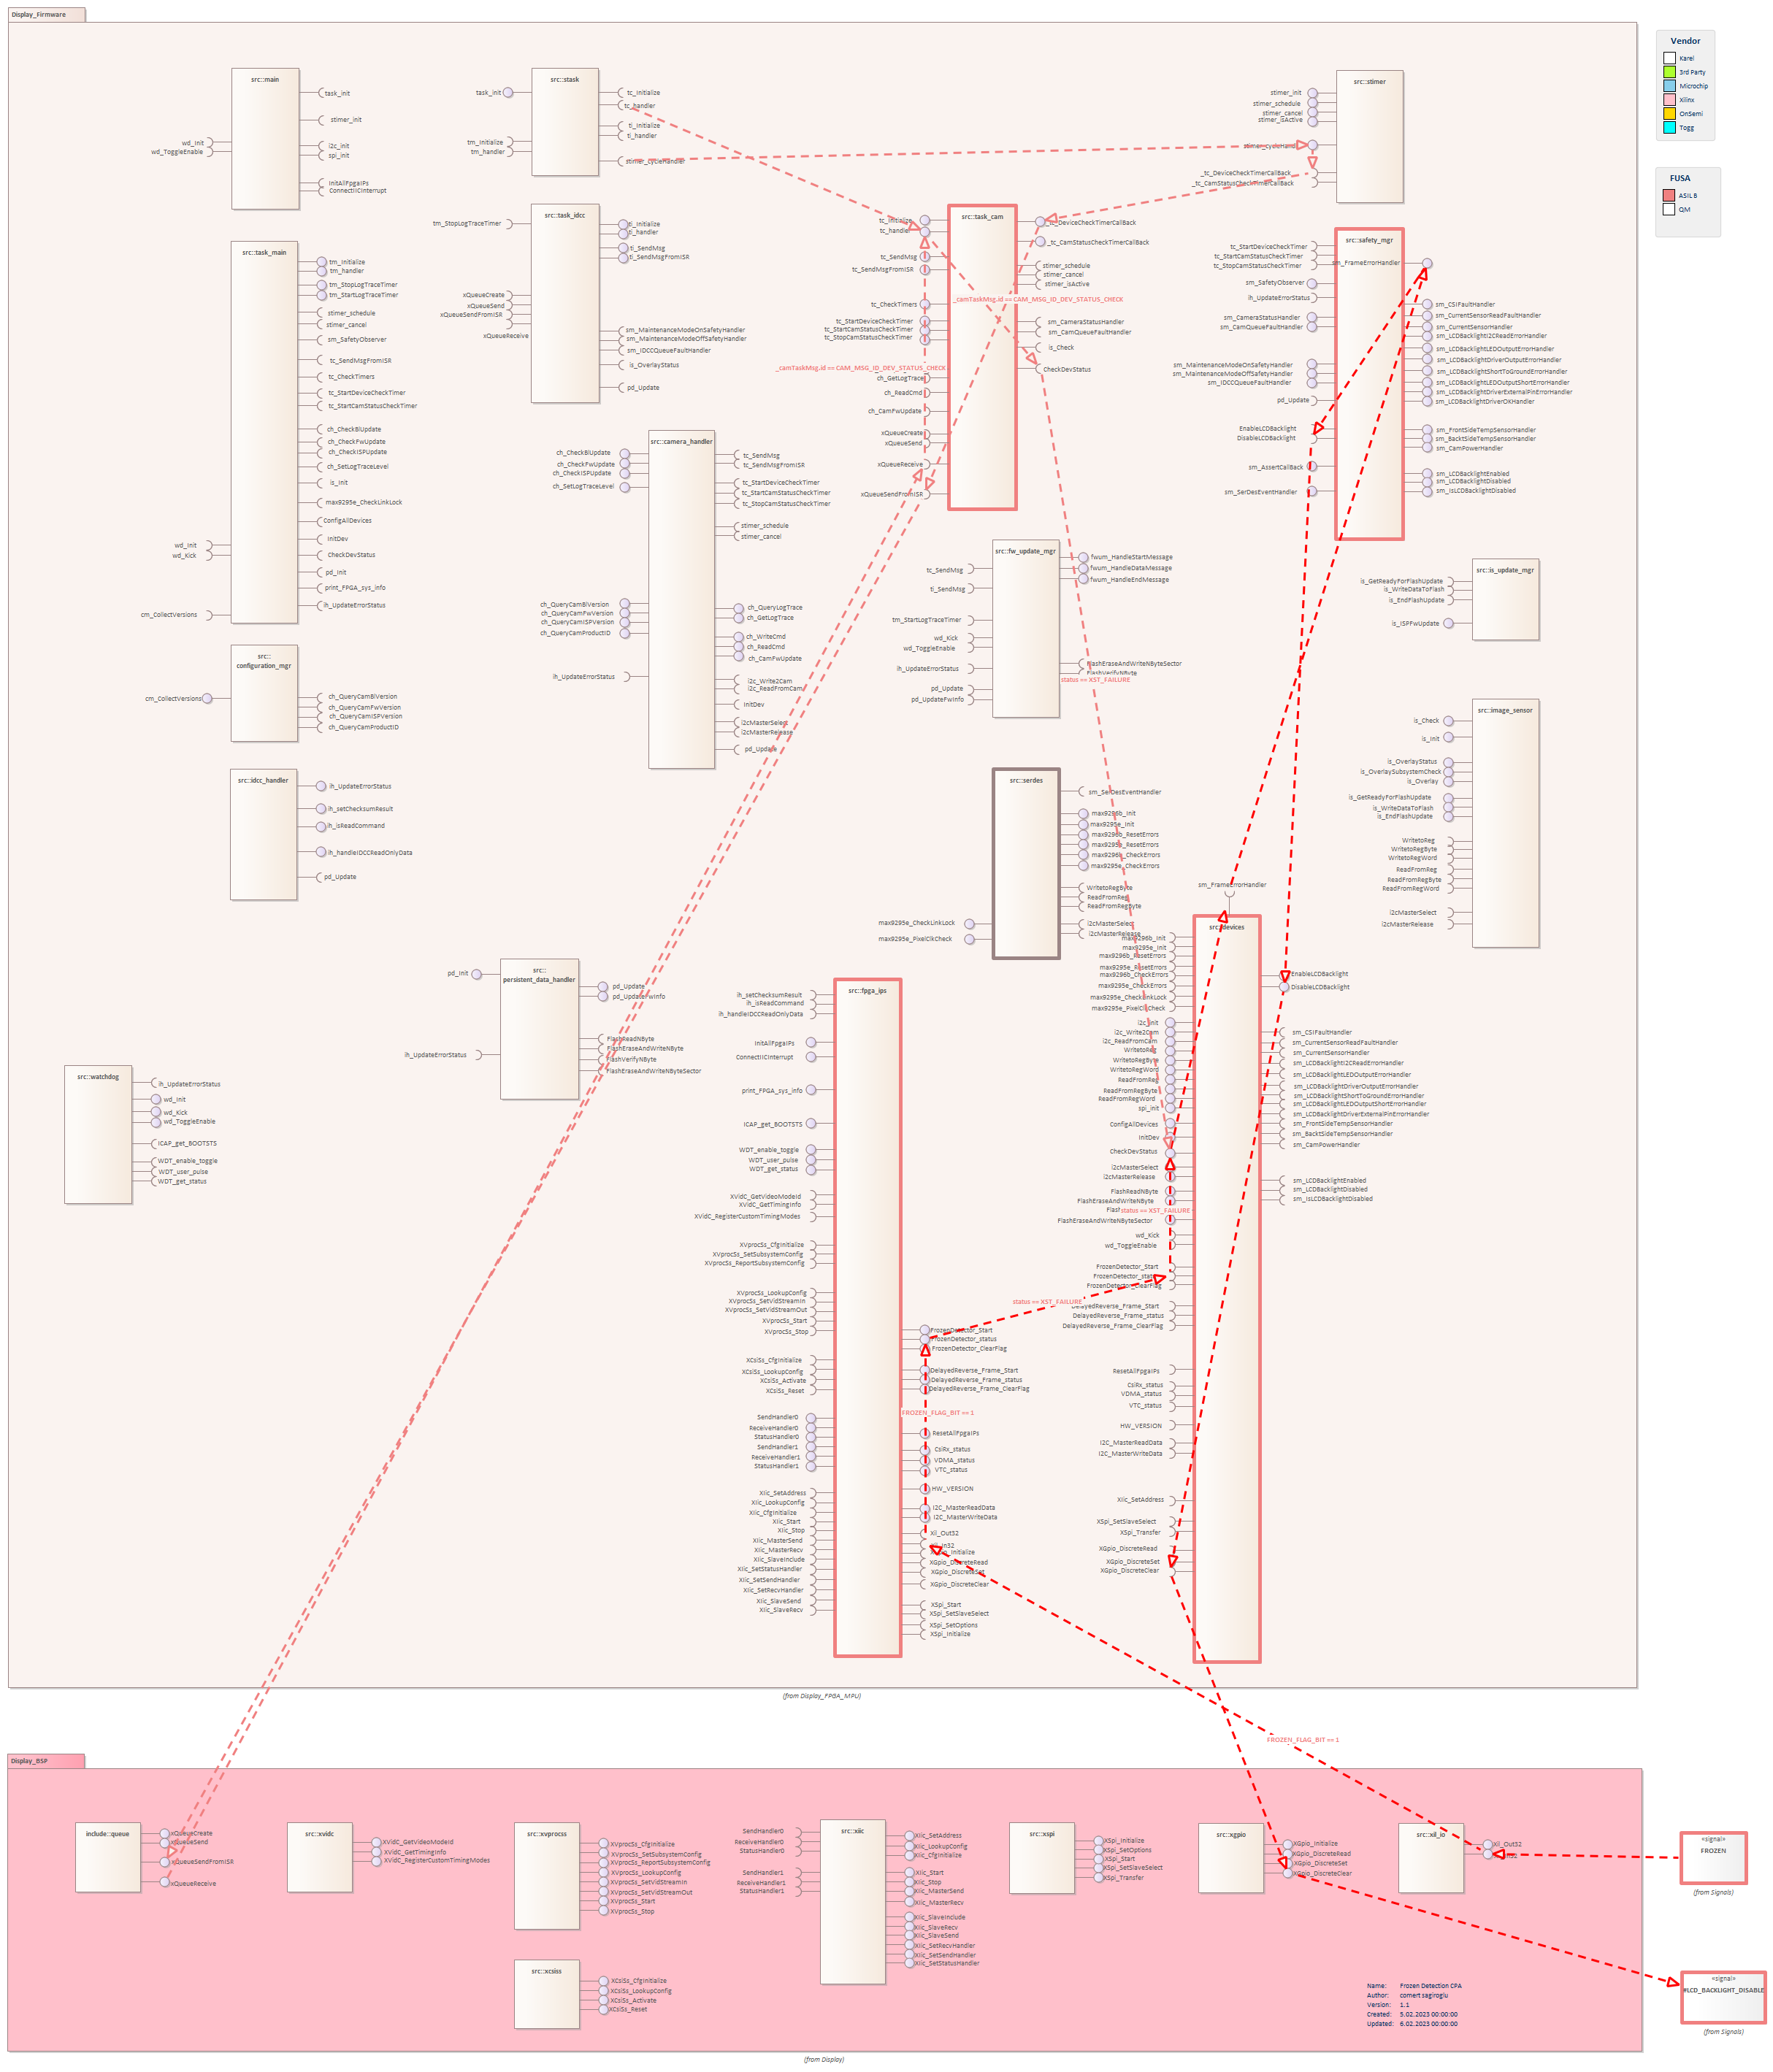 Display_Firmware
Vendor
Karel
3rd Party
Microchip
Xilinx
OnSemi
Togg
FUSA
ASIL B
QM
src::main
task_init
stimer_init
wd_Init
wd_ToggleEnable
i2c_init
spi_init
InitAllFpgaIPs
ConnectIICInterrupt
src::stask
task_init
tc_Initialize
tc_handler
ti_Initialize
ti_handler
tm_Initialize
tm_handler
stimer_cycleHandler
src::stimer
stimer_init
stimer_schedule
stimer_cancel
stimer_isActive
_tc_DeviceCheckTimerCallBack
_tc_CamStatusCheckTimerCallBack
src::task_main
tm_Initialize
tm_handler
tm_StopLogTraceTimer
tm_StartLogTraceTimer
stimer_schedule
stimer_cancel
sm_SafetyObserver
tc_SendMsgFromISR
tc_CheckTimers
tc_StartDeviceCheckTimer
tc_StartCamStatusCheckTimer
ch_CheckBlUpdate
ch_CheckFwUpdate
ch_CheckISPUpdate
ch_SetLogTraceLevel
is_Init
max9295e_CheckLinkLock
ConfigAllDevices
InitDev
wd_Init
wd_Kick
CheckDevStatus
pd_Init
print_FPGA_sys_info
ih_UpdateErrorStatus
cm_CollectVersions
src::task_idcc
tm_StopLogTraceTimer
ti_Initialize
ti_handler
ti_SendMsg
ti_SendMsgFromISR
xQueueCreate
xQueueSend
xQueueSendFromISR
xQueueReceive
sm_MaintenanceModeOnSafetyHandler
sm_MaintenanceModeOffSafetyHandler
sm_IDCCQueueFaultHandler
is_OverlayStatus
pd_Update
src::task_cam
tc_Initialize
tc_handler
tc_SendMsg
tc_SendMsgFromISR
tc_CheckTimers
tc_StartDeviceCheckTimer
tc_StartCamStatusCheckTimer
tc_StopCamStatusCheckTimer
_camTaskMsg.id == CAM_MSG_ID_DEV_STATUS_CHECK
ch_GetLogTrace
ch_ReadCmd
ch_CamFwUpdate
xQueueCreate
xQueueSend
xQueueReceive
xQueueSendFromISR
_tc_DeviceCheckTimerCallBack
_tc_CamStatusCheckTimerCallBack
stimer_schedule
stimer_cancel
stimer_isActive
_camTaskMsg.id == CAM_MSG_ID_DEV_STATUS_CHECK
sm_CameraStatusHandler
sm_CamQueueFaultHandler
is_Check
CheckDevStatus
src::safety_mgr
tc_StartDeviceCheckTimer
tc_StartCamStatusCheckTimer
tc_StopCamStatusCheckTimer
sm_FrameErrorHandler
sm_SafetyObserver
ih_UpdateErrorStatus
sm_CameraStatusHandler
sm_CamQueueFaultHandler
sm_MaintenanceModeOnSafetyHandler
sm_MaintenanceModeOffSafetyHandler
sm_IDCCQueueFaultHandler
pd_Update
EnableLCDBacklight
DisableLCDBacklight
sm_AssertCallBack
sm_SerDesEventHandler
sm_CSIFaultHandler
sm_CurrentSensorReadFaultHandler
sm_CurrentSensorHandler
sm_LCDBacklightI2CReadErrorHandler
sm_LCDBacklightLEDOutputErrorHandler
sm_LCDBacklightDriverOutputErrorHandler
sm_LCDBacklightShortToGroundErrorHandler
sm_LCDBacklightLEDOutputShortErrorHandler
sm_LCDBacklightDriverExternalPinErrorHandler
sm_LCDBacklightDriverOKHandler
sm_FrontSideTempSensorHandler
sm_BacktSideTempSensorHandler
sm_CamPowerHandler
sm_LCDBacklightEnabled
sm_LCDBacklightDisabled
sm_IsLCDBacklightDisabled
src::camera_handler
ch_CheckBlUpdate
ch_CheckFwUpdate
ch_CheckISPUpdate
ch_SetLogTraceLevel
ch_QueryCamBlVersion
ch_QueryCamFwVersion
ch_QueryCamISPVersion
ch_QueryCamProductID
ih_UpdateErrorStatus
tc_SendMsg
tc_SendMsgFromISR
tc_StartDeviceCheckTimer
tc_StartCamStatusCheckTimer
tc_StopCamStatusCheckTimer
stimer_schedule
stimer_cancel
ch_QueryLogTrace
ch_GetLogTrace
ch_WriteCmd
ch_ReadCmd
ch_CamFwUpdate
i2c_Write2Cam
i2c_ReadFromCam
InitDev
i2cMasterSelect
i2cMasterRelease
pd_Update
src::fw_update_mgr
tc_SendMsg
ti_SendMsg
tm_StartLogTraceTimer
wd_Kick
wd_ToggleEnable
ih_UpdateErrorStatus
pd_Update
pd_UpdateFwInfo
fwum_HandleStartMessage
fwum_HandleDataMessage
fwum_HandleEndMessage
FlashEraseAndWriteNByteSector
FlashVerifyNByte
status == XST_FAILURE
src::is_update_mgr
is_GetReadyForFlashUpdate
is_WriteDataToFlash
is_EndFlashUpdate
is_ISPFwUpdate
src::
configuration_mgr
cm_CollectVersions
ch_QueryCamBlVersion
ch_QueryCamFwVersion
ch_QueryCamISPVersion
ch_QueryCamProductID
src::idcc_handler
ih_UpdateErrorStatus
ih_setChecksumResult
ih_isReadCommand
ih_handleIDCCReadOnlyData
pd_Update
src::serdes
sm_SerDesEventHandler
max9296b_Init
max9295e_Init
max9296b_ResetErrors
max9295e_ResetErrors
max9296b_CheckErrors
max9295e_CheckErrors
WritetoRegByte
ReadFromReg
ReadFromRegByte
max9295e_CheckLinkLock
max9295e_PixelClkCheck
i2cMasterSelect
i2cMasterRelease
src::image_sensor
is_Check
is_Init
is_OverlayStatus
is_OverlaySubsystemCheck
is_Overlay
is_GetReadyForFlashUpdate
is_WriteDataToFlash
is_EndFlashUpdate
WritetoReg
WritetoRegByte
WritetoRegWord
ReadFromReg
ReadFromRegByte
ReadFromRegWord
i2cMasterSelect
i2cMasterRelease
src::
persistent_data_handler
pd_Init
pd_Update
pd_UpdateFwInfo
FlashReadNByte
FlashEraseAndWriteNByte
FlashVerifyNByte
FlashEraseAndWriteNByteSector
ih_UpdateErrorStatus
src::watchdog
ih_UpdateErrorStatus
wd_Init
wd_Kick
wd_ToggleEnable
ICAP_get_BOOTSTS
WDT_enable_toggle
WDT_user_pulse
WDT_get_status
src::fpga_ips
ih_setChecksumResult
ih_isReadCommand
ih_handleIDCCReadOnlyData
InitAllFpgaIPs
ConnectIICInterrupt
print_FPGA_sys_info
ICAP_get_BOOTSTS
WDT_enable_toggle
WDT_user_pulse
WDT_get_status
XVidC_GetVideoModeId
XVidC_GetTimingInfo
XVidC_RegisterCustomTimingModes
XVprocSs_CfgInitialize
XVprocSs_SetSubsystemConfig
XVprocSs_ReportSubsystemConfig
XVprocSs_LookupConfig
XVprocSs_SetVidStreamIn
XVprocSs_SetVidStreamOut
XVprocSs_Start
XVprocSs_Stop
XCsiSs_CfgInitialize
XCsiSs_LookupConfig
XCsiSs_Activate
XCsiSs_Reset
SendHandler0
ReceiveHandler0
StatusHandler0
SendHandler1
ReceiveHandler1
StatusHandler1
XIic_SetAddress
XIic_LookupConfig
XIic_CfgInitialize
XIic_Start
XIic_Stop
XIic_MasterSend
XIic_MasterRecv
XIic_SlaveInclude
XIic_SetStatusHandler
XIic_SetSendHandler
XIic_SetRecvHandler
XIic_SlaveSend
XIic_SlaveRecv
FrozenDetector_Start
FrozenDetector_status
FrozenDetector_ClearFlag
DelayedReverse_Frame_Start
DelayedReverse_Frame_status
DelayedReverse_Frame_ClearFlag
FROZEN_FLAG_BIT == 1
ResetAllFpgaIPs
CsiRx_status
VDMA_status
VTC_status
HW_VERSION
I2C_MasterReadData
I2C_MasterWriteData
Xil_Out32
XGpio_DiscreteRead
XGpio_DiscreteSet
XGpio_DiscreteClear
XSpi_Start
XSpi_SetSlaveSelect
XSpi_SetOptions
XSpi_Initialize
status == XST_FAILURE
sm_FrameErrorHandler
src::devices
max9296b_Init
max9295e_Init
max9296b_ResetErrors
max9295e_ResetErrors
max9296b_CheckErrors
max9295e_CheckErrors
max9295e_CheckLinkLock
max9295e_PixelClkCheck
i2c_init
i2c_Write2Cam
i2c_ReadFromCam
WritetoReg
WritetoRegByte
WritetoRegWord
ReadFromReg
ReadFromRegByte
ReadFromRegWord
spi_init
ConfigAllDevices
InitDev
CheckDevStatus
i2cMasterSelect
i2cMasterRelease
FlashReadNByte
FlashEraseAndWriteNByte
status == XST_FAILURE
FlashEraseAndWriteNByteSector
wd_Kick
wd_ToggleEnable
FrozenDetector_Start
FrozenDetector_status
FrozenDetector_ClearFlag
DelayedReverse_Frame_Start
DelayedReverse_Frame_status
DelayedReverse_Frame_ClearFlag
ResetAllFpgaIPs
CsiRx_status
VDMA_status
VTC_status
HW_VERSION
I2C_MasterReadData
I2C_MasterWriteData
XIic_SetAddress
XSpi_SetSlaveSelect
XSpi_Transfer
XGpio_DiscreteRead
XGpio_DiscreteSet
XGpio_DiscreteClear
EnableLCDBacklight
DisableLCDBacklight
sm_CSIFaultHandler
sm_CurrentSensorReadFaultHandler
sm_CurrentSensorHandler
sm_LCDBacklightI2CReadErrorHandler
sm_LCDBacklightLEDOutputErrorHandler
sm_LCDBacklightDriverOutputErrorHandler
sm_LCDBacklightShortToGroundErrorHandler
sm_LCDBacklightLEDOutputShortErrorHandler
sm_LCDBacklightDriverExternalPinErrorHandler
sm_FrontSideTempSensorHandler
sm_BacktSideTempSensorHandler
sm_CamPowerHandler
sm_LCDBacklightEnabled
sm_LCDBacklightDisabled
sm_IsLCDBacklightDisabled
(from Display_FPGA_MPU)
FROZEN_FLAG_BIT == 1
Display_BSP
include::queue
xQueueCreate
xQueueSend
xQueueSendFromISR
xQueueReceive
src::xvidc
XVidC_GetVideoModeId
XVidC_GetTimingInfo
XVidC_RegisterCustomTimingModes
src::xvprocss
XVprocSs_CfgInitialize
XVprocSs_SetSubsystemConfig
XVprocSs_ReportSubsystemConfig
XVprocSs_LookupConfig
XVprocSs_SetVidStreamIn
XVprocSs_SetVidStreamOut
XVprocSs_Start
XVprocSs_Stop
src::xiic
SendHandler0
ReceiveHandler0
StatusHandler0
SendHandler1
ReceiveHandler1
StatusHandler1
XIic_SetAddress
XIic_LookupConfig
XIic_CfgInitialize
XIic_Start
XIic_Stop
XIic_MasterSend
XIic_MasterRecv
XIic_SlaveInclude
XIic_SlaveRecv
XIic_SlaveSend
XIic_SetRecvHandler
XIic_SetSendHandler
XIic_SetStatusHandler
src::xspi
XSpi_Initialize
XSpi_SetOptions
XSpi_Start
XSpi_SetSlaveSelect
XSpi_Transfer
src::xgpio
XGpio_Initialize
XGpio_DiscreteRead
XGpio_DiscreteSet
XGpio_DiscreteClear
src::xil_io
Xil_Out32
«signal»
FROZEN
(from Signals)
src::xcsiss
XCsiSs_CfgInitialize
XCsiSs_LookupConfig
XCsiSs_Activate
XCsiSs_Reset
Name: Frozen Detection CPA
Author: comert sagiroglu
Version: 1.1
Created: 5.02.2023 00:00:00
Updated: 6.02.2023 00:00:00
«signal»
#LCD_BACKLIGHT_DISABLE
(from Signals)
(from Display)